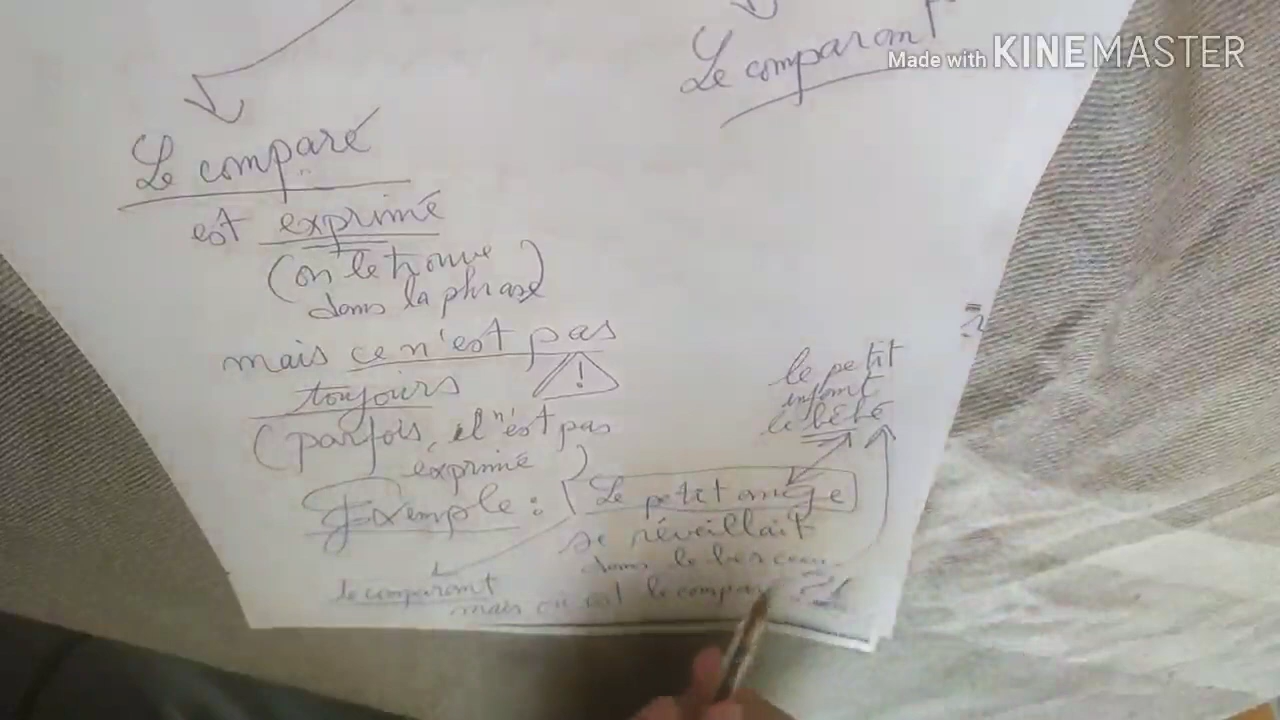 Le comparant
Made with KINEMASTER
Le comparé
est exprimé
(on le trouve
dans la phrase)
mais ce n'est pas
toujours
(parfois, il n'est pas
exprimé)
le petit
enfant
le bébé
Exemple : Le petit ange
se réveillait
dans le berceau.
le comparant
mais où est le comparé ?